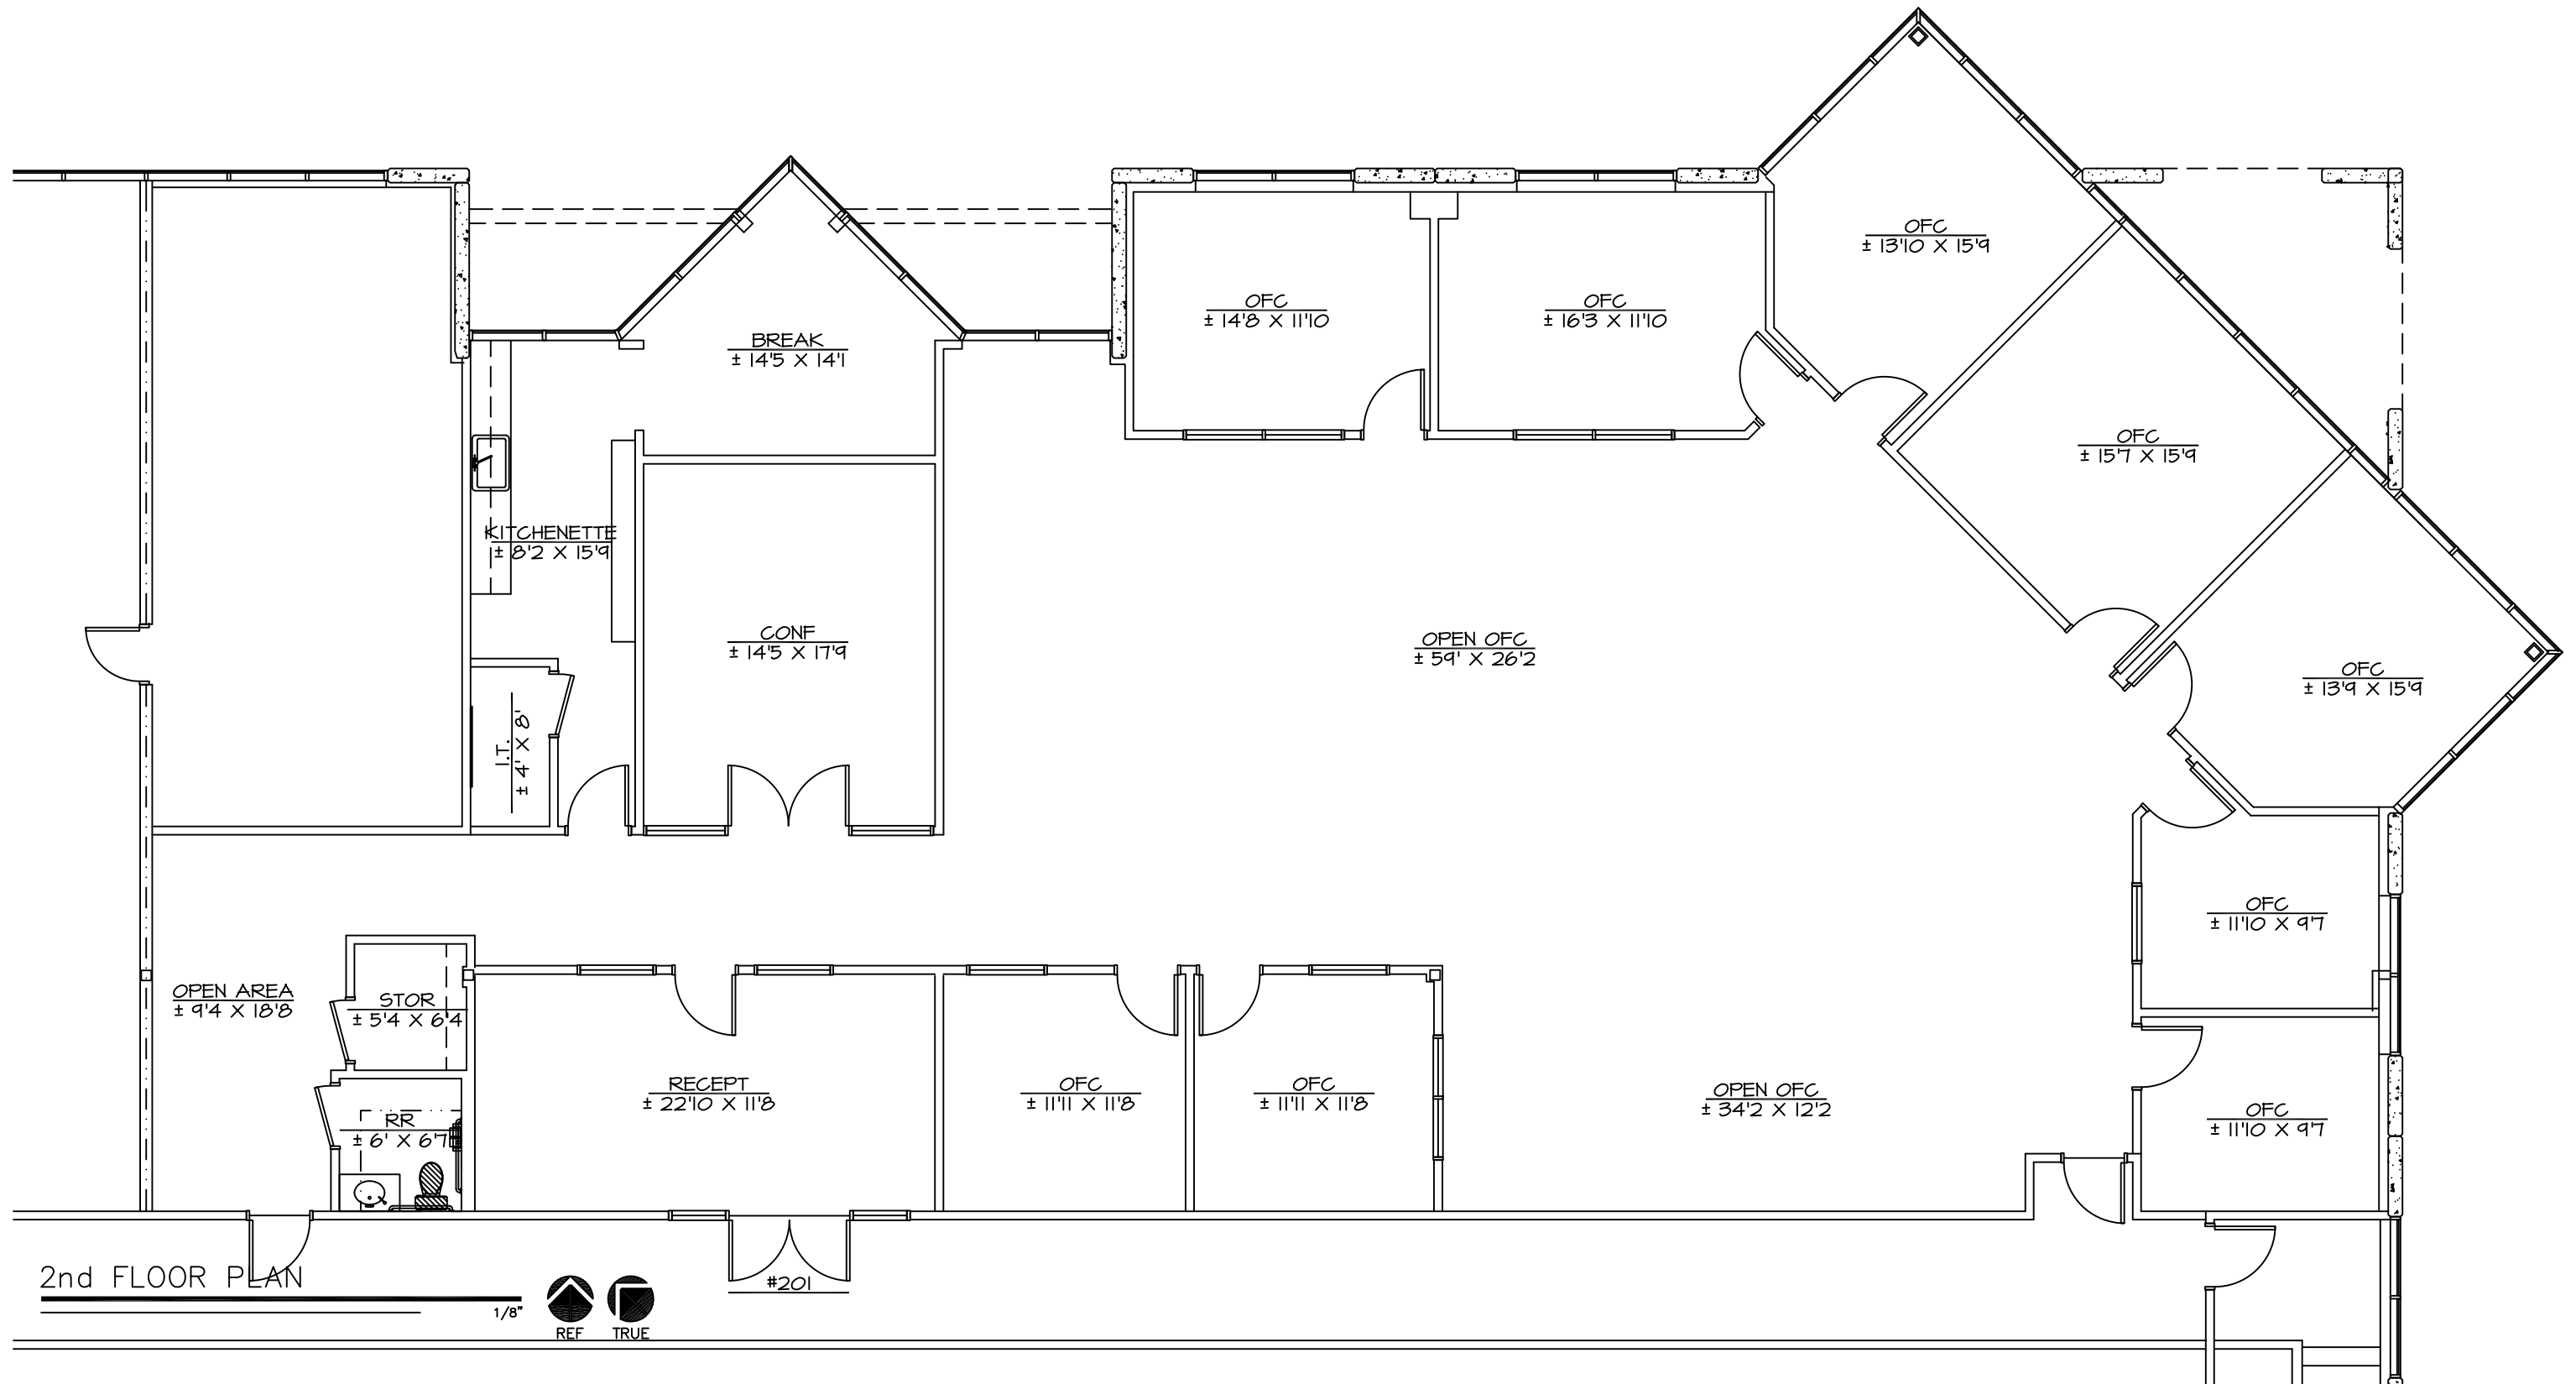 OFC
± 13'10 X 15'9
OFC
± 14'8 X 11'10
OFC
± 16'3 X 11'10
BREAK
± 14'5 X 14'1
OFC
± 15'7 X 15'9
KITCHENETTE
± 8'2 X 15'9
CONF
± 14'5 X 17'9
OPEN OFC
± 59' X 26'2
OFC
± 13'9 X 15'9
I.T.
± 4' X 8'
OFC
± 11'10 X 9'7
OPEN AREA
± 9'4 X 18'8
STOR
± 5'4 X 6'4
RECEPT
± 22'10 X 11'8
OFC
± 11'11 X 11'8
OFC
± 11'11 X 11'8
OPEN OFC
± 34'2 X 12'2
RR
± 6' X 6'7
OFC
± 11'10 X 9'7
2nd FLOOR PLAN
1/8"
REF
TRUE
#201